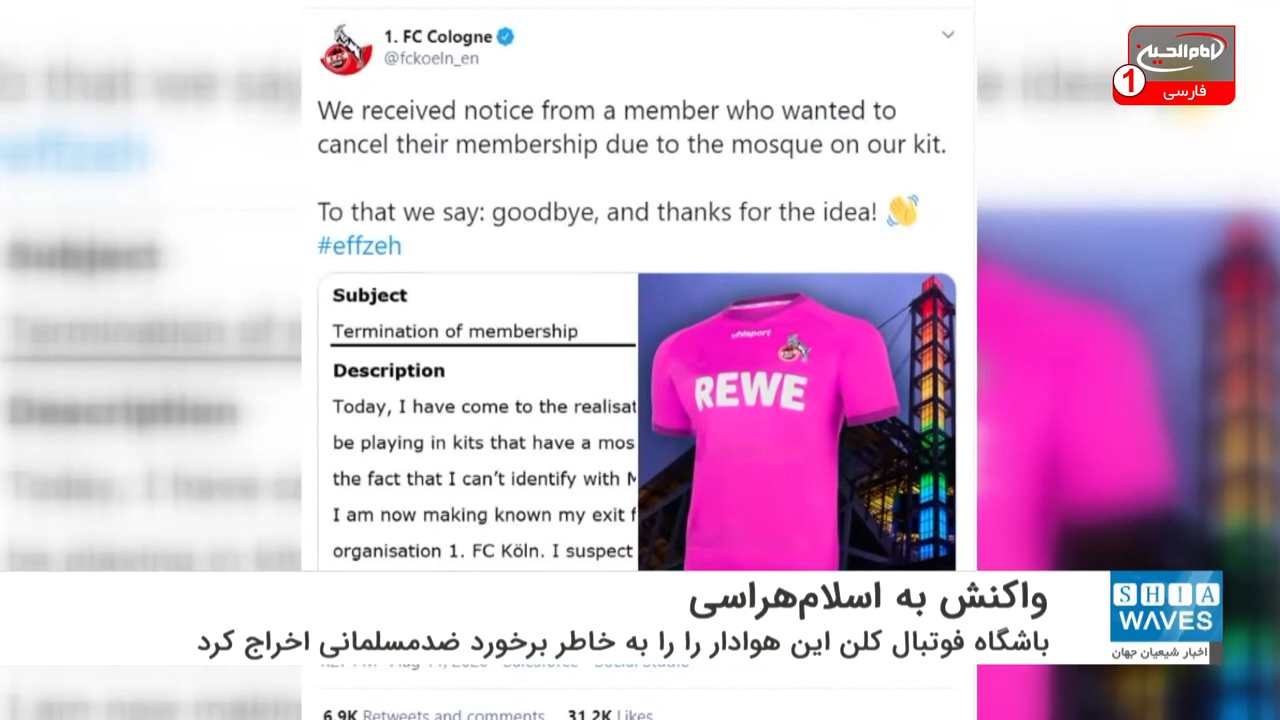 1. FC Cologne
@fckoeln_en
We received notice from a member who wanted to
cancel their membership due to the mosque on our kit.
To that we say: goodbye, and thanks for the idea! 👋
#effzeh
Subject
Termination of membership
Description
Today, I have come to the realisat
be playing in kits that have a mos
the fact that I can't identify with M
I am now making known my exit f
organisation 1. FC Köln. I suspect
uhlsport
REWE
امام الحسین
1
فارسی
واکنش به اسلام‌هراسی
باشگاه فوتبال کلن این هوادار را را به خاطر برخورد ضدمسلمانی اخراج کرد
SHIA
WAVES
اخبار شیعیان جهان
6.9K Retweets and comments 31.2K Likes